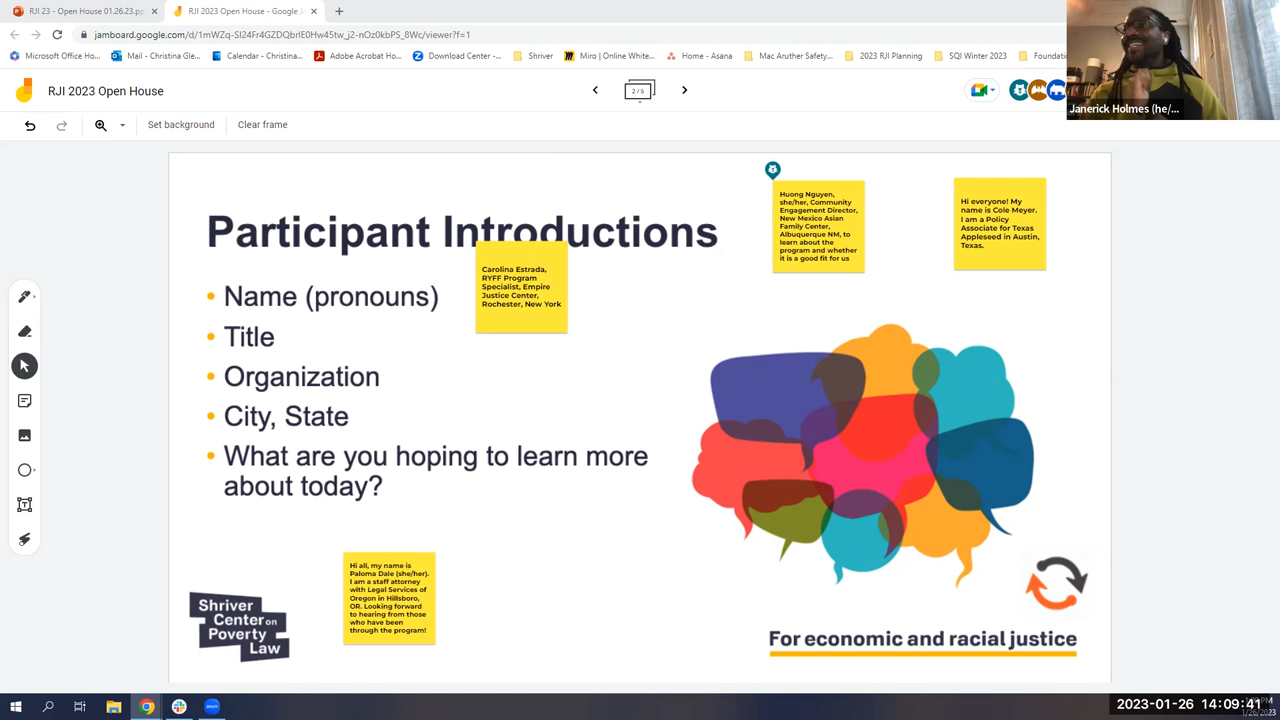 RJI 23 - Open House 01.26.23.pp
RJI 2023 Open House - Google J
jamboard.google.com/d/1mWZq-Sl24Fr4GZDQbrlE0Hw45tw_j2-nOz0kbPS_8Wc/viewer?f=1
Microsoft Office Ho...
Mail - Christina Gle...
Calendar - Christina...
Adobe Acrobat Ho...
Download Center -...
Shriver
Miro | Online White...
Home - Asana
Mac Aruther Safety...
2023 RJI Planning
SQI Winter 2023
Foundati
RJI 2023 Open House
2 / 5
Set background
Clear frame
Janerick Holmes (he/...
Participant Introductions
• Name (pronouns)
• Title
• Organization
• City, State
• What are you hoping to learn more
about today?
Carolina Estrada,
RYFF Program
Specialist, Empire
Justice Center,
Rochester, New York
Huong Nguyen,
she/her, Community
Engagement Director,
New Mexico Asian
Family Center,
Albuquerque NM, to
learn about the
program and whether
it is a good fit for us
Hi everyone! My
name is Cole Meyer.
I am a Policy
Associate for Texas
Appleseed in Austin,
Texas.
Hi all, my name is
Paloma Dale (she/her).
I am a staff attorney
with Legal Services of
Oregon in Hillsboro,
OR. Looking forward
to hearing from those
who have been
through the program!
Shriver
Center on
Poverty
Law
For economic and racial justice
zoom
2023-01-26 14:09:41